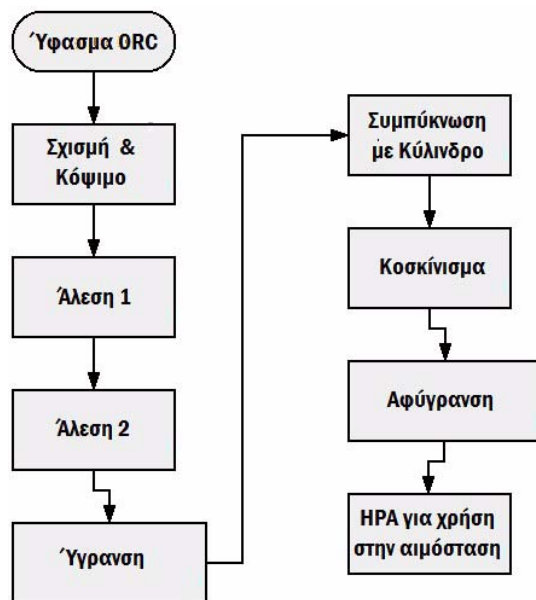 Ύφασμα ORC
Σχισμή &
Κόψιμο
Άλεση 1
Άλεση 2
Ύγρανση
Συμπύκνωση
με Κύλινδρο
Κοσκίνισμα
Αφύγρανση
HPA για χρήση
στην αιμόσταση